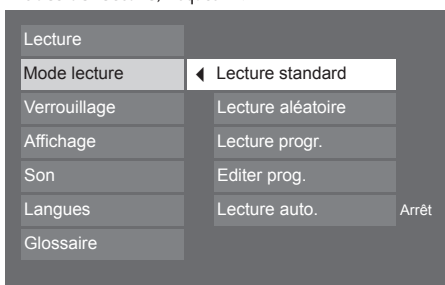 Lecture
Mode lecture
Lecture standard
Verrouillage
Lecture aléatoire
Affichage
Lecture progr.
Son
Editer prog.
Langues
Lecture auto.
Arrêt
Glossaire